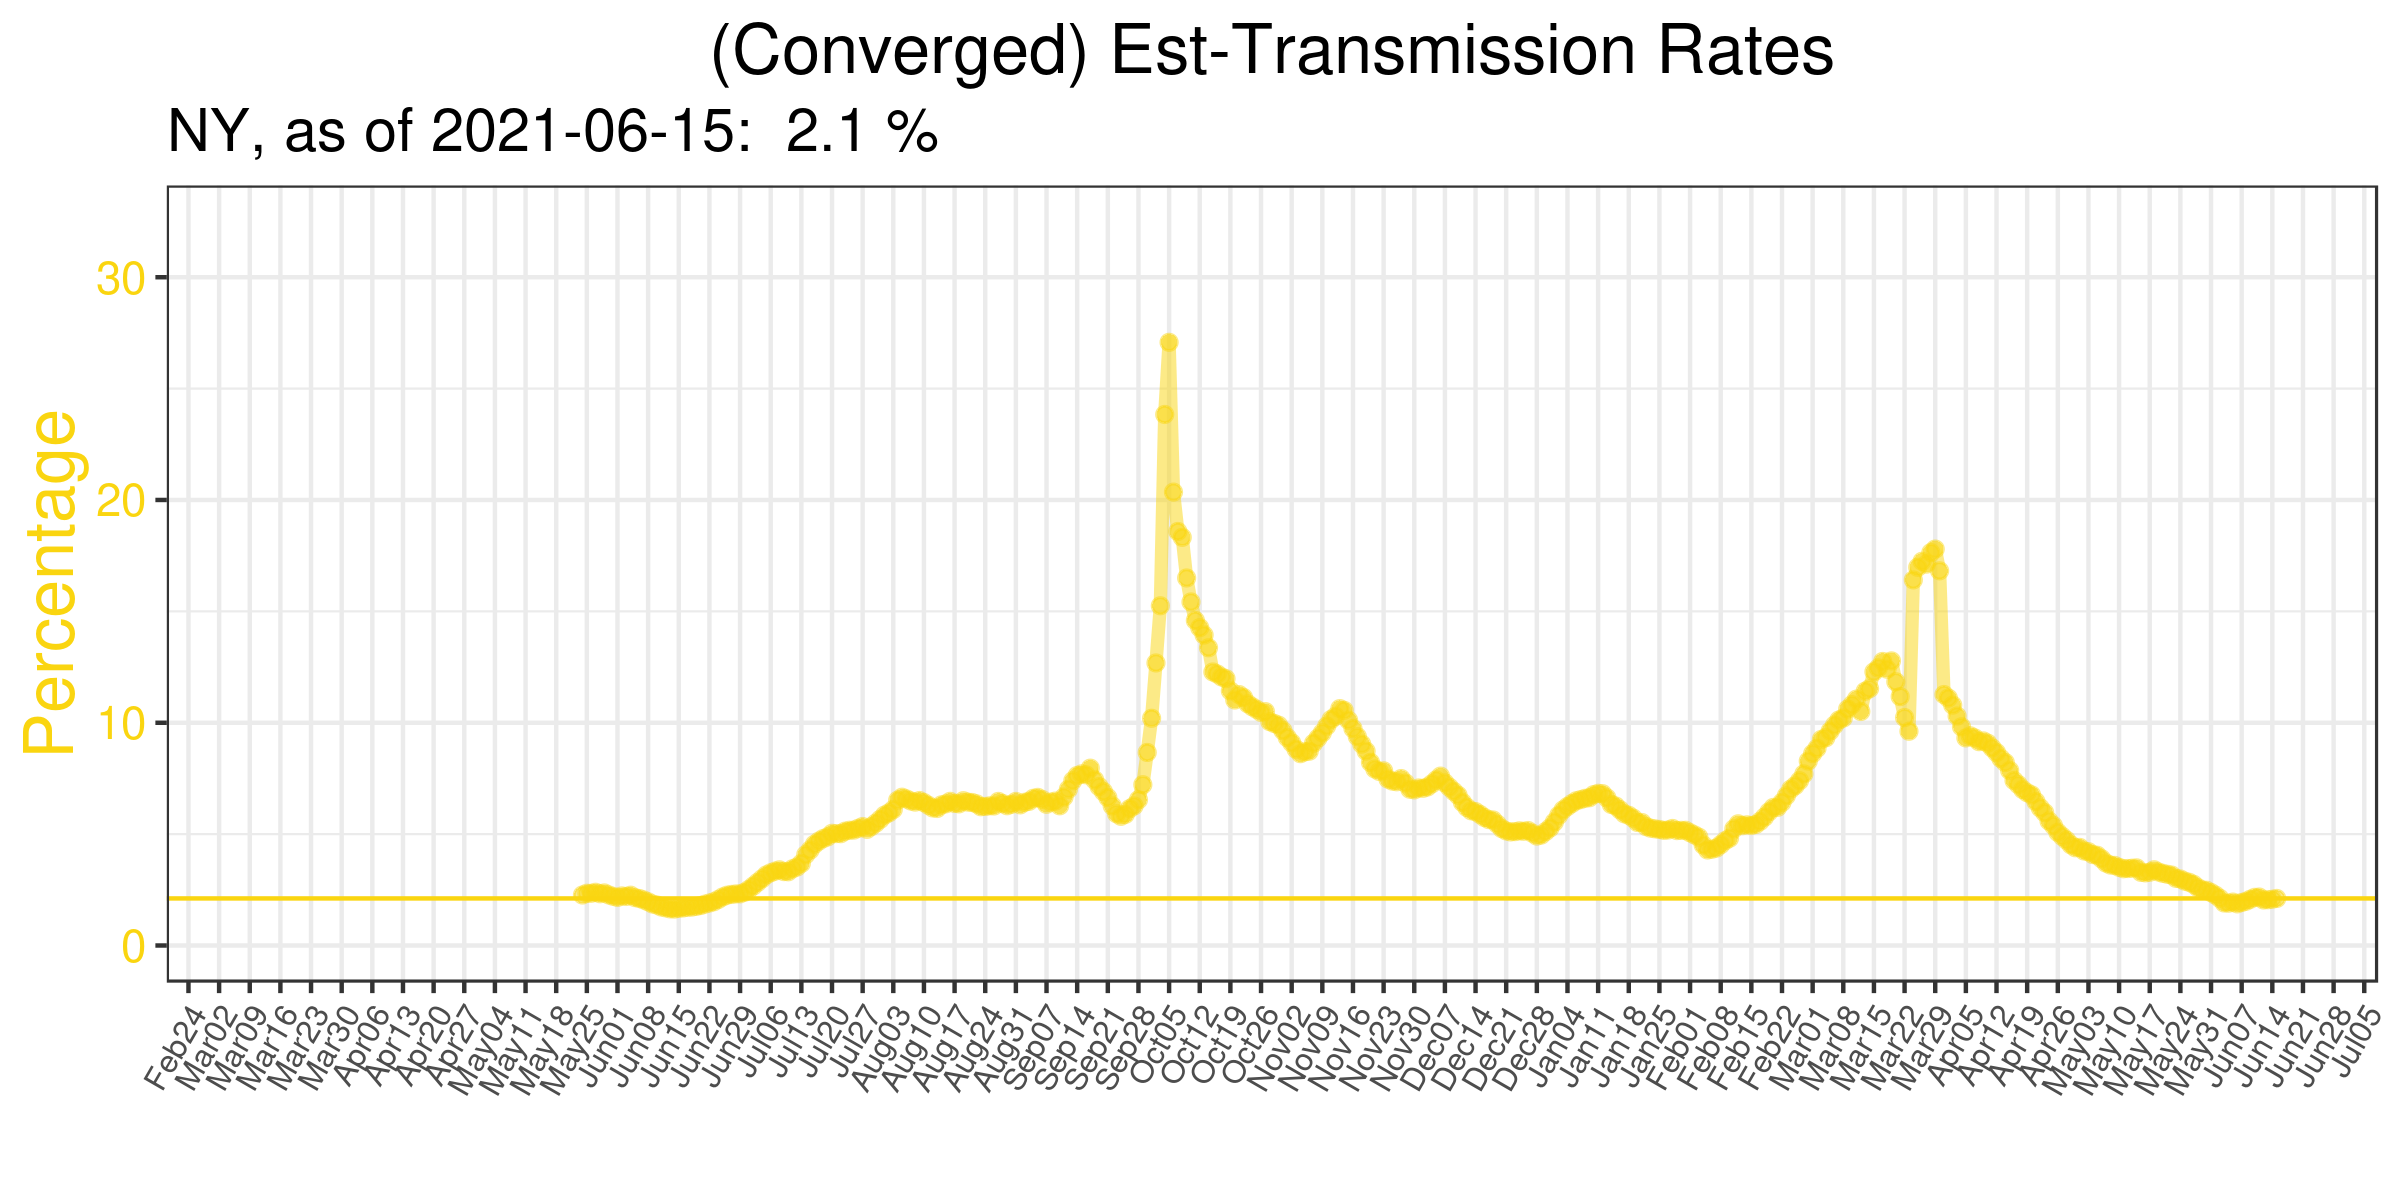 (Converged) Est-Transmission Rates
NY, as of 2021-06-15:  2.1 %
Percentage
30
20
10
0
Feb24
Mar02
Mar09
Mar16
Mar23
Mar30
Apr06
Apr13
Apr20
Apr27
May04
May11
May18
May25
Jun01
Jun08
Jun15
Jun22
Jun29
Jul06
Jul13
Jul20
Jul27
Aug03
Aug10
Aug17
Aug24
Aug31
Sep07
Sep14
Sep21
Sep28
Oct05
Oct12
Oct19
Oct26
Nov02
Nov09
Nov16
Nov23
Nov30
Dec07
Dec14
Dec21
Dec28
Jan04
Jan11
Jan18
Jan25
Feb01
Feb08
Feb15
Feb22
Mar01
Mar08
Mar15
Mar22
Mar29
Apr05
Apr12
Apr19
Apr26
May03
May10
May17
May24
May31
Jun07
Jun14
Jun21
Jun28
Jul05